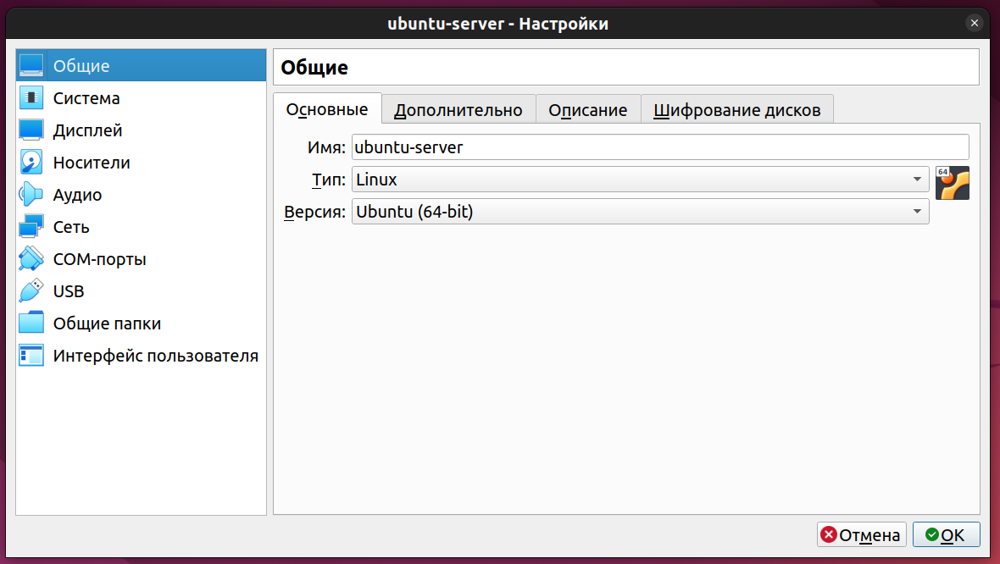 ubuntu-server - Настройки
Общие
Система
Дисплей
Носители
Аудио
Сеть
COM-порты
USB
Общие папки
Интерфейс пользователя
Общие
Основные Дополнительно Описание Шифрование дисков
Имя: ubuntu-server
Тип: Linux
64
Версия: Ubuntu (64-bit)
Отмена OK